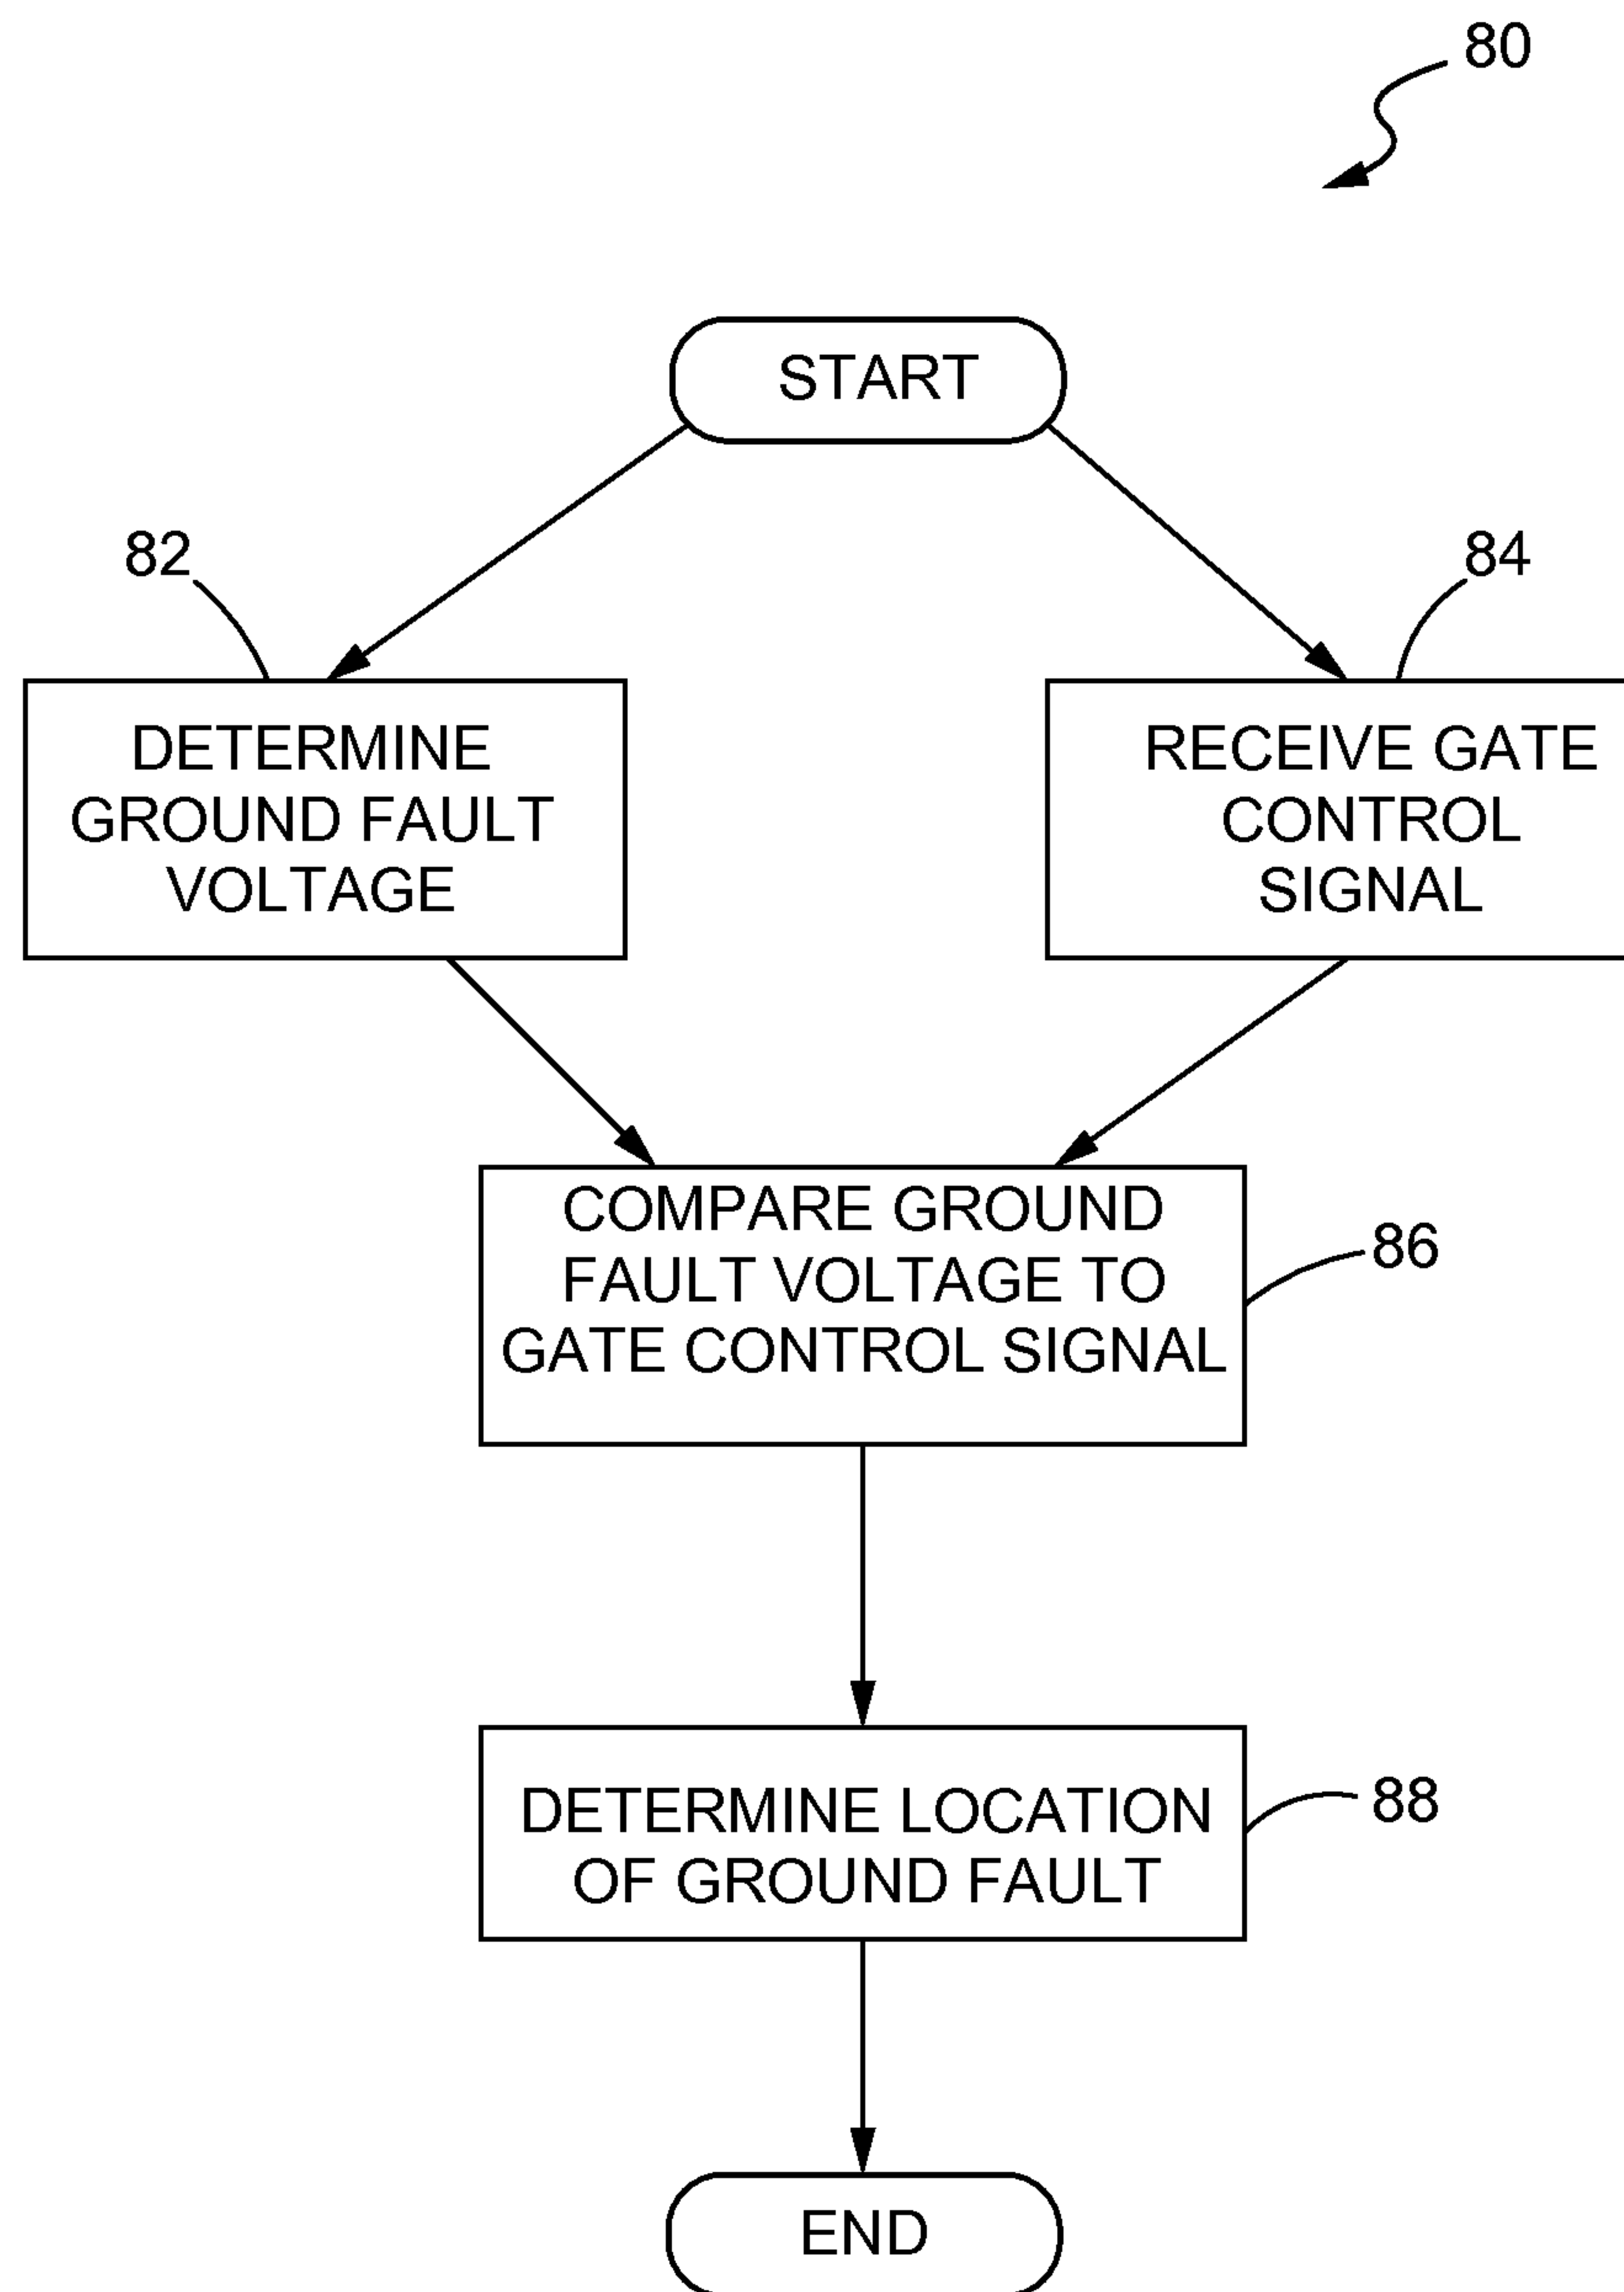 80
START
82
84
DETERMINE
GROUND FAULT
VOLTAGE
RECEIVE GATE
CONTROL
SIGNAL
COMPARE GROUND
FAULT VOLTAGE TO
GATE CONTROL SIGNAL
86
DETERMINE LOCATION
OF GROUND FAULT
88
END